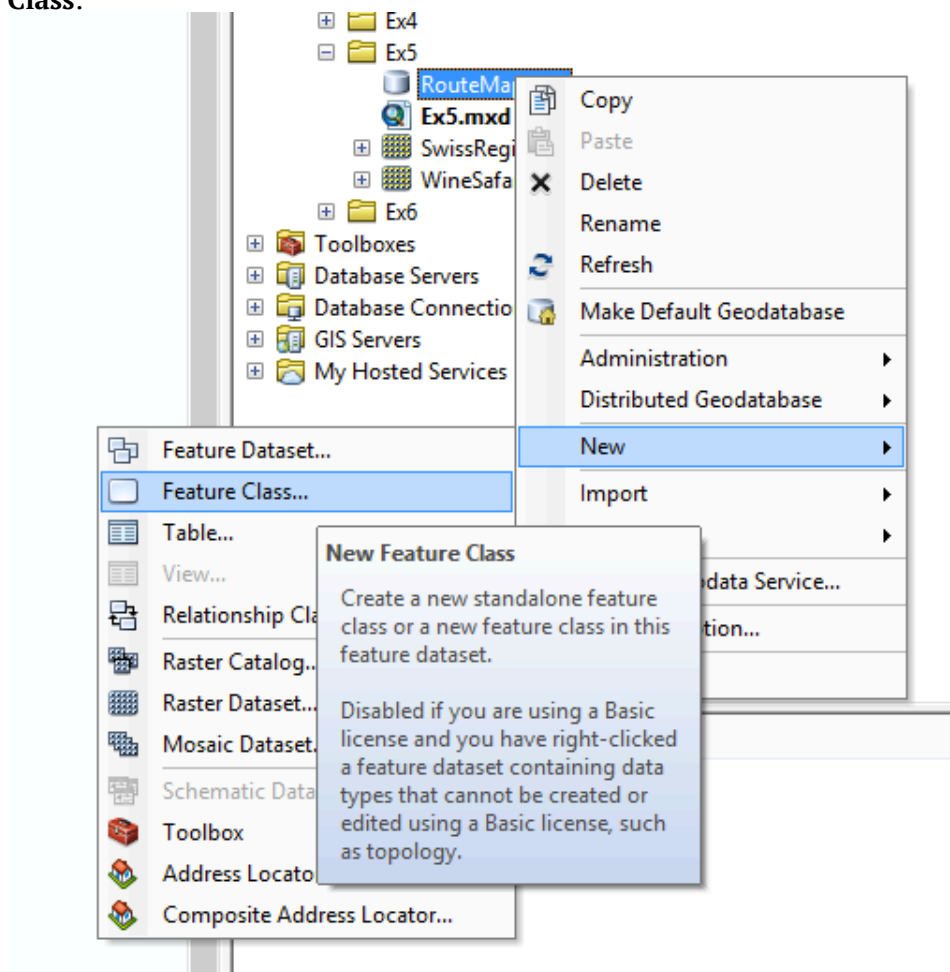 Class.
Ex4
Ex5
RouteMa
Ex5.mxd
SwissRegi
WineSafa
Ex6
Toolboxes
Database Servers
Database Connectio
GIS Servers
My Hosted Services
Copy
Paste
Delete
Rename
Refresh
Make Default Geodatabase
Administration
Distributed Geodatabase
New
Import
data Service...
tion...
Feature Dataset...
Feature Class...
Table...
View...
Relationship Cla
Raster Catalog..
Raster Dataset...
Mosaic Dataset.
Schematic Data
Toolbox
Address Locato
Composite Address Locator...
New Feature Class
Create a new standalone feature
class or a new feature class in this
feature dataset.
Disabled if you are using a Basic
license and you have right-clicked
a feature dataset containing data
types that cannot be created or
edited using a Basic license, such
as topology.